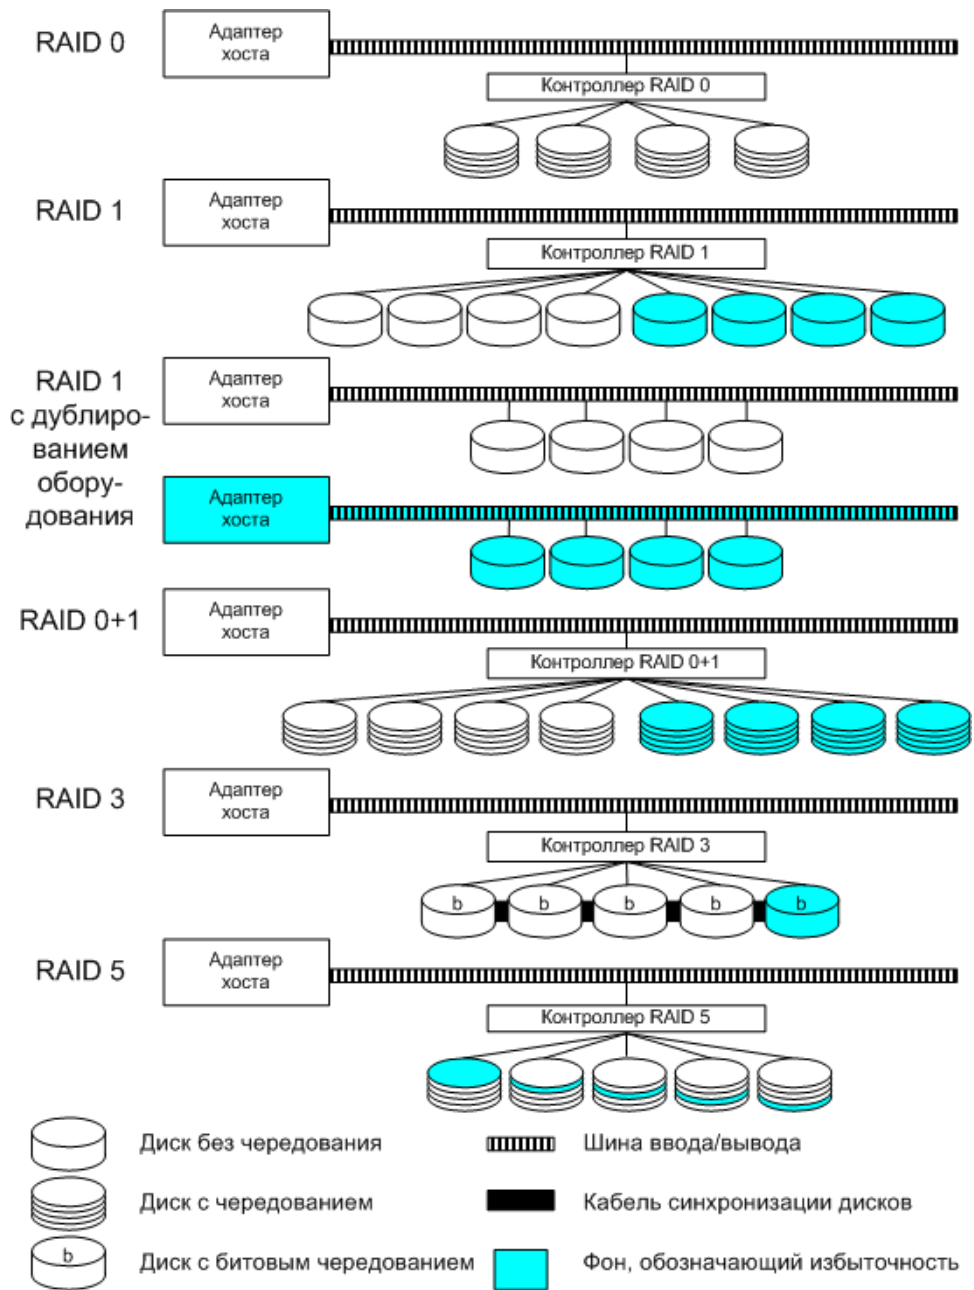 RAID 0
Адаптер
хоста
Контроллер RAID 0
RAID 1
Адаптер
хоста
Контроллер RAID 1
RAID 1
с дублиро-
ванием
обору-
дования
Адаптер
хоста
Адаптер
хоста
RAID 0+1
Адаптер
хоста
Контроллер RAID 0+1
RAID 3
Адаптер
хоста
Контроллер RAID 3
b
b
b
b
b
RAID 5
Адаптер
хоста
Контроллер RAID 5
Диск без чередования
Шина ввода/вывода
Диск с чередованием
Кабель синхронизации дисков
b
Диск с битовым чередованием
Фон, обозначающий избыточность